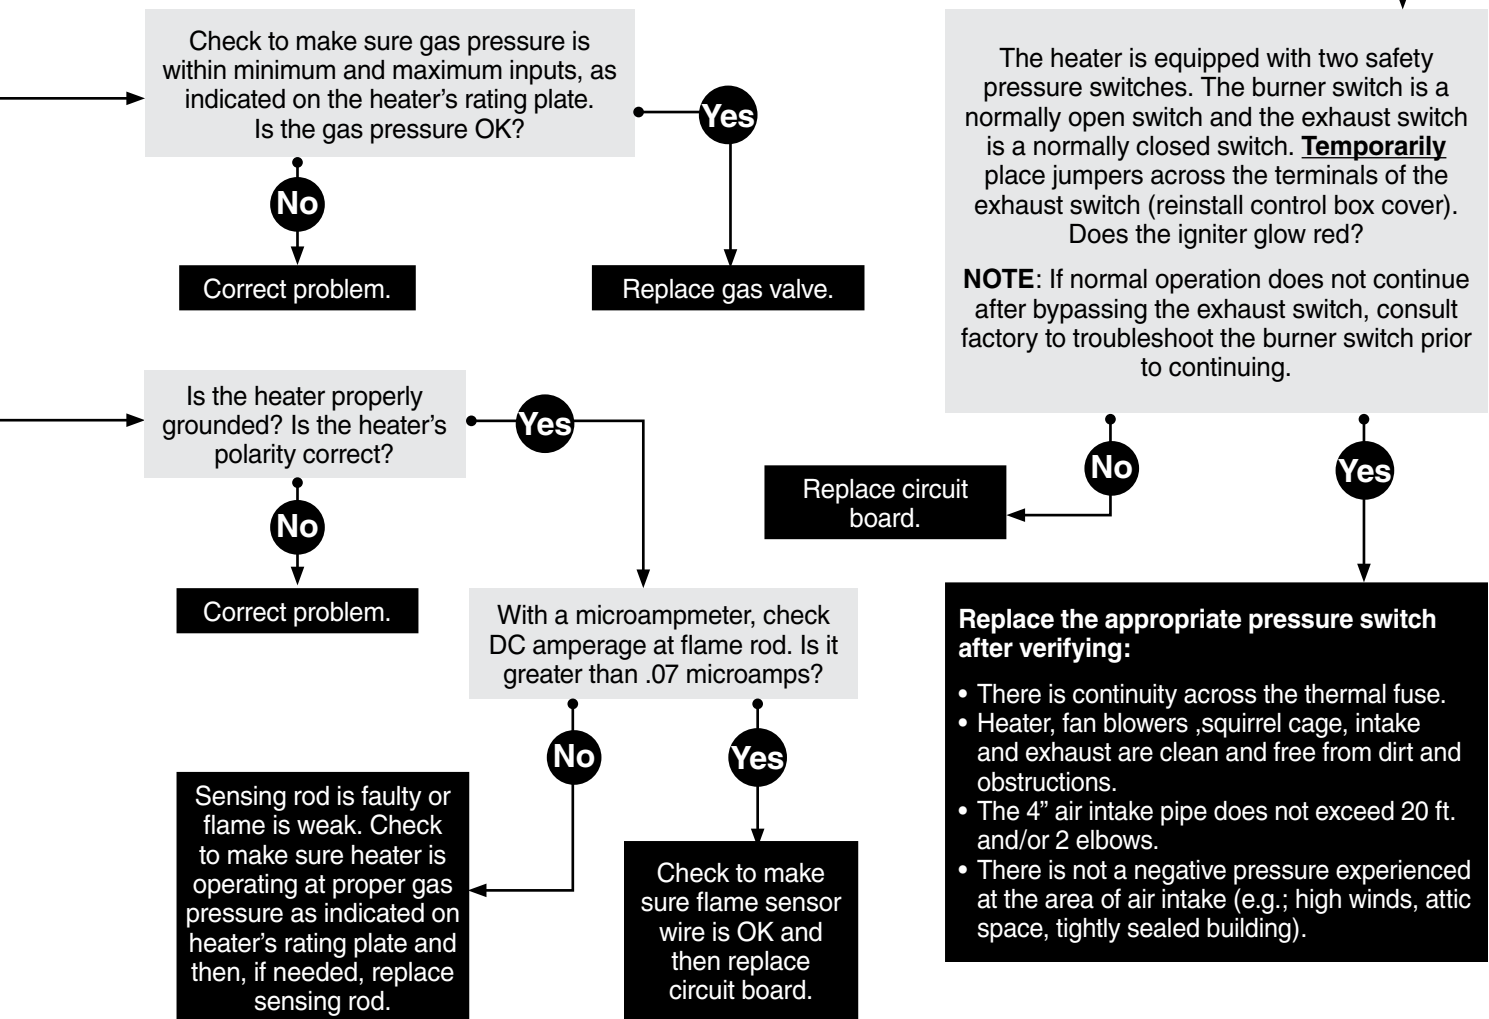 Check to make sure gas pressure is
within minimum and maximum inputs, as
indicated on the heater’s rating plate.
Is the gas pressure OK?
Yes
No
Correct problem.
Replace gas valve.
Is the heater properly
grounded? Is the heater’s
polarity correct?
Yes
No
Correct problem.
With a microampmeter, check
DC amperage at flame rod. Is it
greater than .07 microamps?
No
Yes
Sensing rod is faulty or
flame is weak. Check
to make sure heater is
operating at proper gas
pressure as indicated on
heater’s rating plate and
then, if needed, replace
sensing rod.
Check to make
sure flame sensor
wire is OK and
then replace
circuit board.
The heater is equipped with two safety
pressure switches. The burner switch is a
normally open switch and the exhaust switch
is a normally closed switch. Temporarily
place jumpers across the terminals of the
exhaust switch (reinstall control box cover).
Does the igniter glow red?
NOTE: If normal operation does not continue
after bypassing the exhaust switch, consult
factory to troubleshoot the burner switch prior
to continuing.
No
Yes
Replace circuit
board.
Replace the appropriate pressure switch
after verifying:
• There is continuity across the thermal fuse.
• Heater, fan blowers ,squirrel cage, intake
and exhaust are clean and free from dirt and
obstructions.
• The 4” air intake pipe does not exceed 20 ft.
and/or 2 elbows.
• There is not a negative pressure experienced
at the area of air intake (e.g.; high winds, attic
space, tightly sealed building).